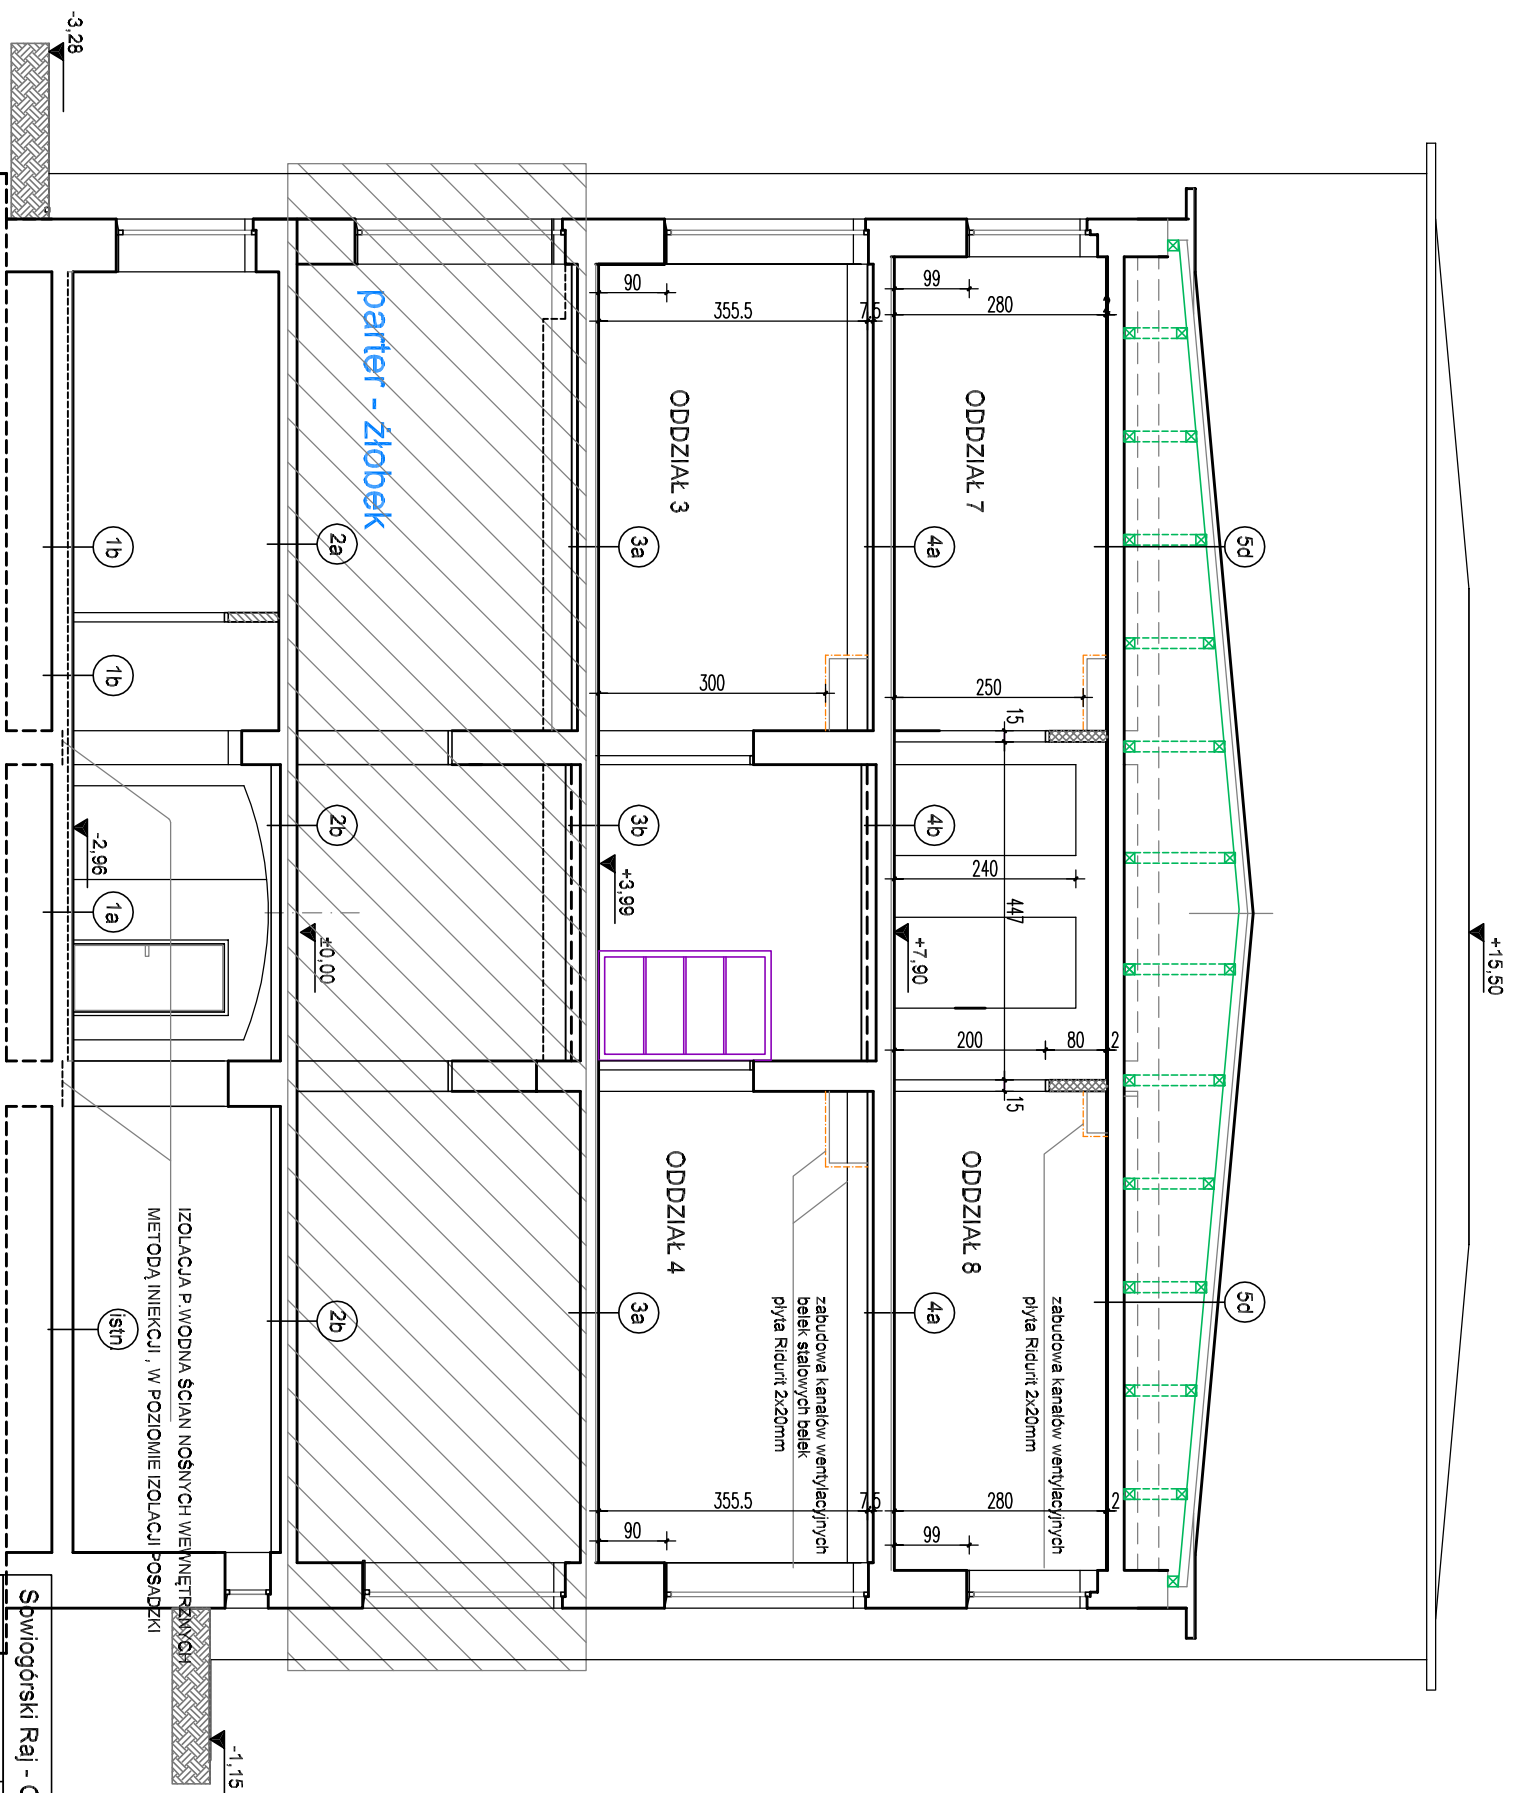 +15,50
5d
5d
ODDZIAŁ 7
99
280
2
250
15
240
447
+7,90
200
80
2
15
ODDZIAŁ 8
zabudowa kanałów wentylacyjnych
płyta Ridurit 2x20mm
280
2
99
4a
4b
4a
ODDZIAŁ 3
90
355.5
7.5
300
+3,99
ODDZIAŁ 4
zabudowa kanałów wentylacyjnych
belek stalowych belek
płyta Ridurit 2x20mm
355.5
7.5
90
3a
3b
3a
parter - żłobek
±0,00
2a
2b
2b
-1,15
IZOLACJA P.WODNA ŚCIAN NOŚNYCH WEWNĘTRZNYCH
METODĄ INIEKCJI , W POZIOMIE IZOLACJI POSADZKI
-2,96
1b
1b
1a
istn.
-3,28
Sowiogórski Raj -